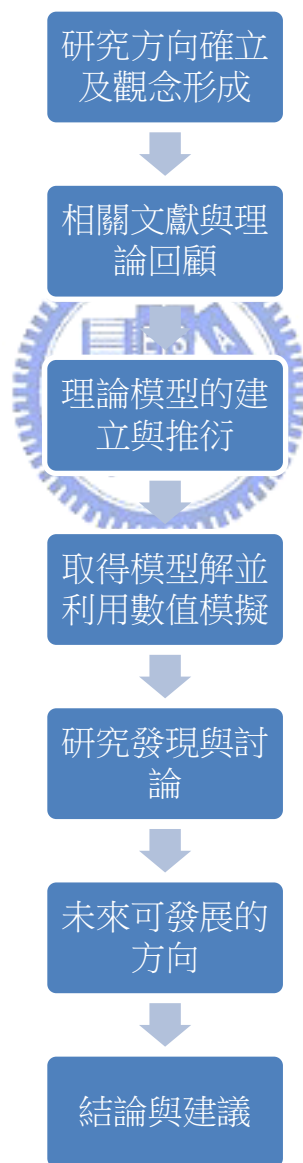 研究方向確立
及觀念形成
相關文獻與理
論回顧
理論模型的建
立與推衍
取得模型解並
利用數值模擬
研究發現與討
論
未來可發展的
方向
結論與建議